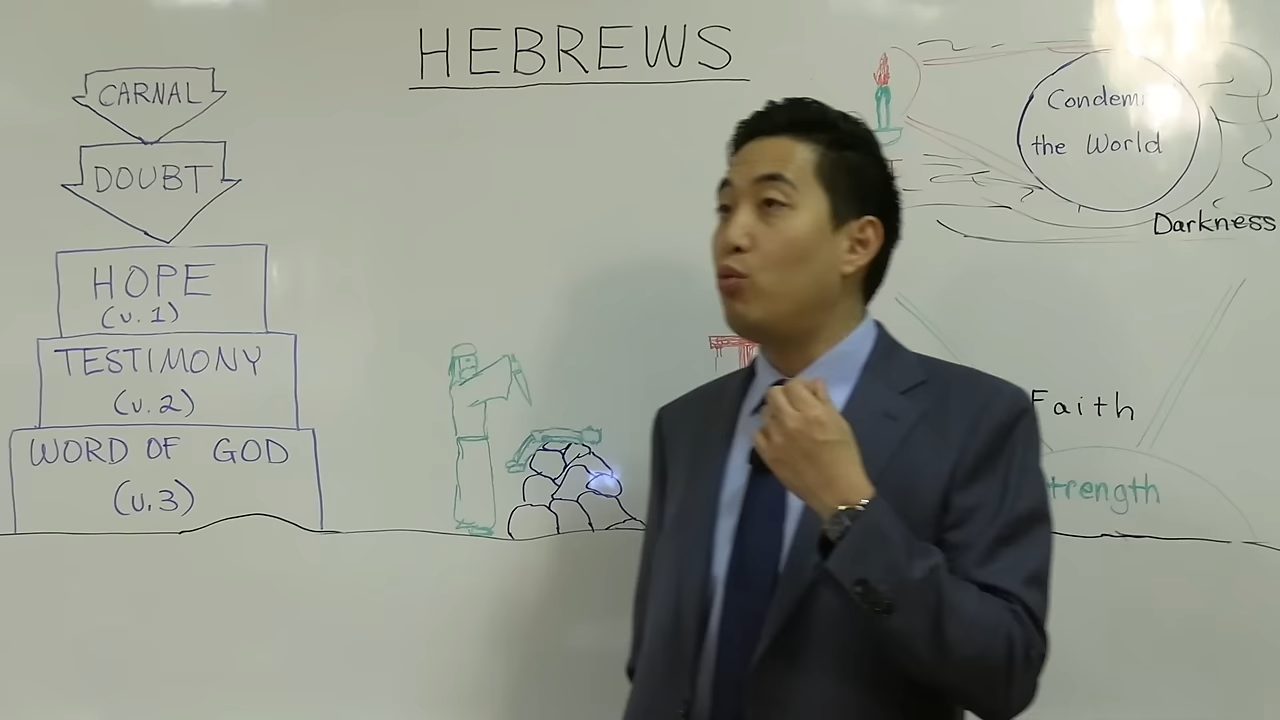 HEBREWS
CARNAL
DOUBT
HOPE
(v. 1)
TESTIMONY
(v. 2)
WORD OF GOD
(v. 3)
the World
Darkness
Faith